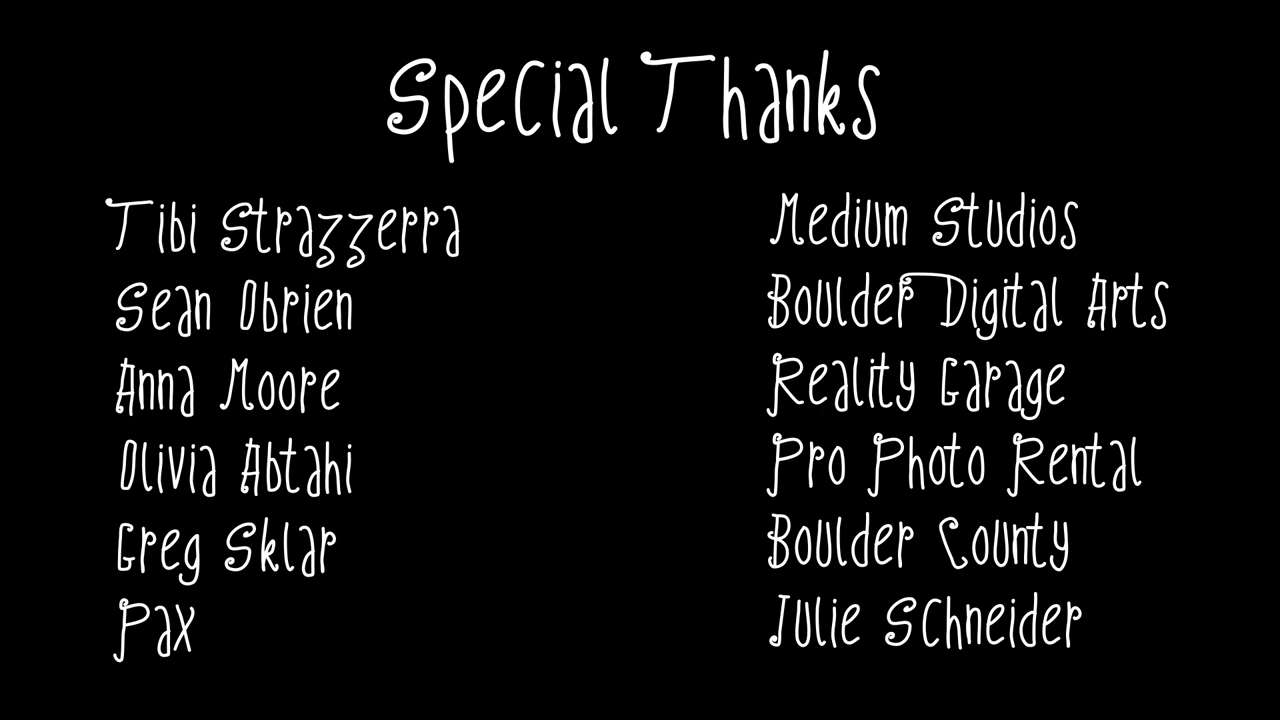 Special Thanks
Tibi Strazzerra
Sean Obrien
Anna Moore
Olivia Abtahi
Greg Sklar
Pax
Medium Studios
Boulder Digital Arts
Reality Garage
Pro Photo Rental
Boulder County
Julie Schneider